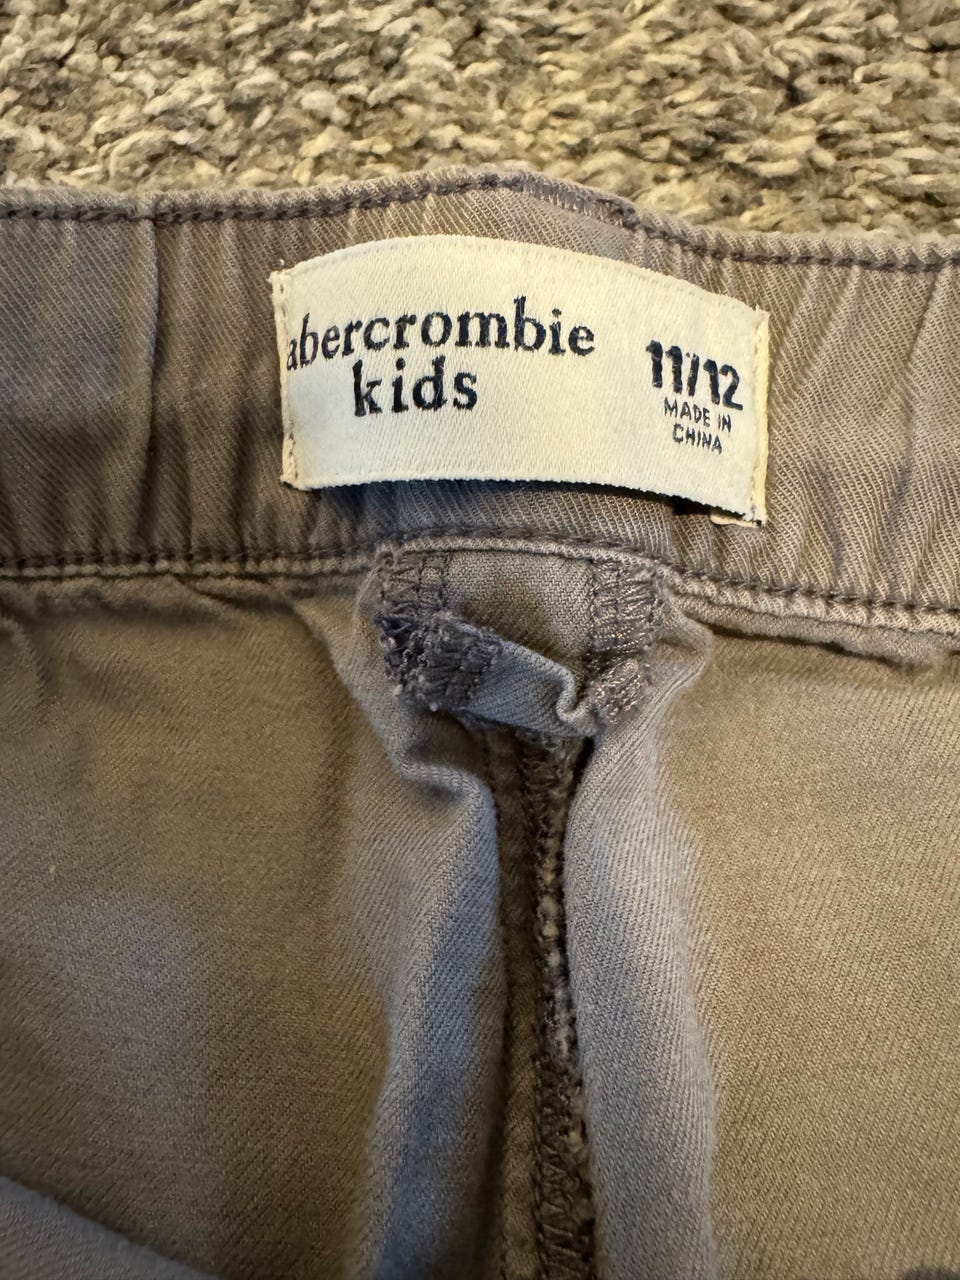 abercrombie
kids
11/12
MADE IN
CHINA